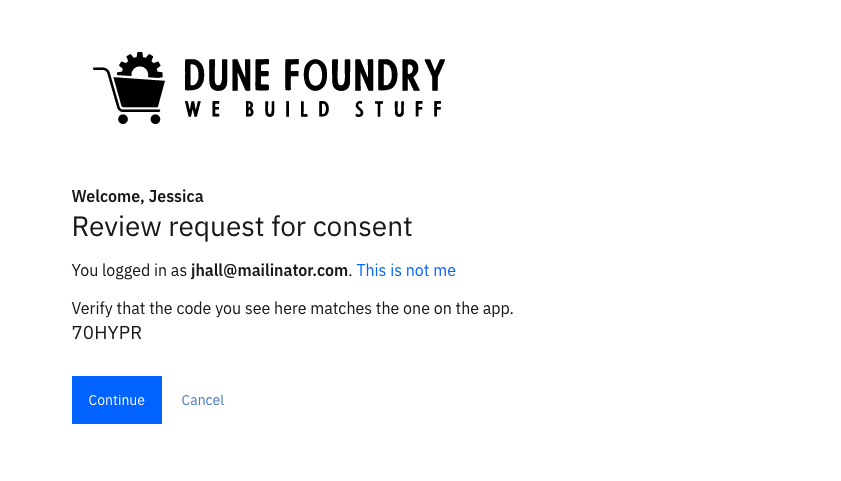 DUNE FOUNDRY
WE BUILD STUFF
Welcome, Jessica
Review request for consent
You logged in as jhall@mailinator.com. This is not me
Verify that the code you see here matches the one on the app.
70HYPR
Continue Cancel